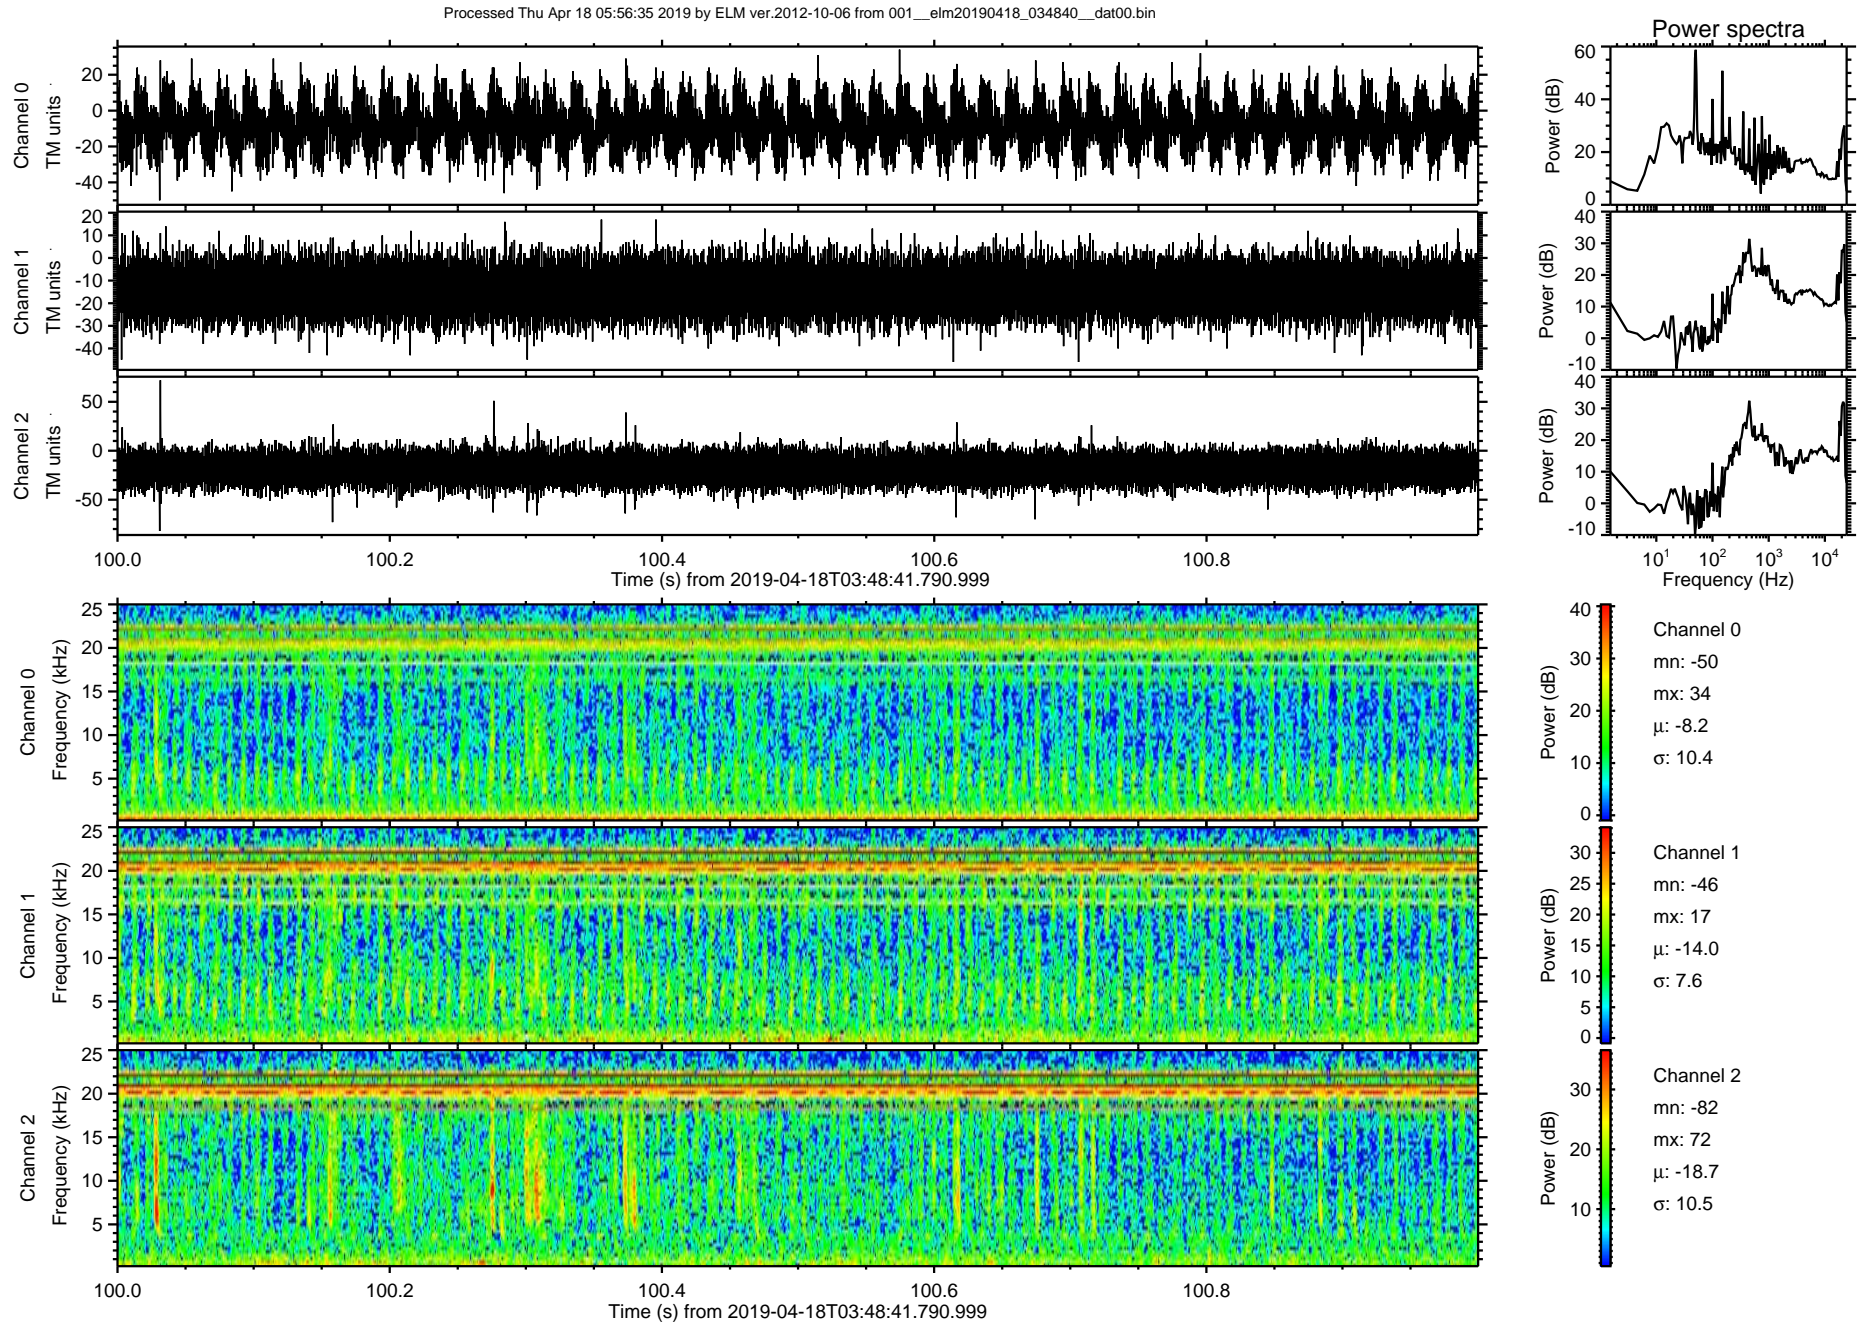 Processed Thu Apr 18 05:56:35 2019 by ELM ver.2012-10-06 from 001__elm20190418_034840__dat00.bin
Power spectra
Channel 0
TM units
20
0
-20
-40
Power (dB)
60
40
20
0
Channel 1
TM units
20
10
0
-10
-20
-30
-40
Power (dB)
40
30
20
10
0
-10
Channel 2
TM units
50
0
-50
Power (dB)
40
30
20
10
0
-10
100.0 100.2 100.4 100.6 100.8
Time (s) from 2019-04-18T03:48:41.790.999
10^1 10^2 10^3 10^4
Frequency (Hz)
Channel 0
Frequency (kHz)
25
20
15
10
5
Power (dB)
40
30
20
10
0
Channel 0
mn: -50
mx: 34
μ: -8.2
σ: 10.4
Channel 1
Frequency (kHz)
25
20
15
10
5
Power (dB)
30
25
20
15
10
5
0
Channel 1
mn: -46
mx: 17
μ: -14.0
σ: 7.6
Channel 2
Frequency (kHz)
25
20
15
10
5
Power (dB)
30
20
10
Channel 2
mn: -82
mx: 72
μ: -18.7
σ: 10.5
100.0 100.2 100.4 100.6 100.8
Time (s) from 2019-04-18T03:48:41.790.999